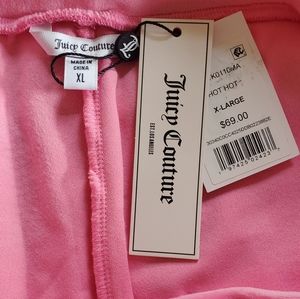 Juicy Couture
MADE IN
CHINA
XL
Juicy Couture
EST. LOS ANGELES
HOT HOT
X-LARGE
$69.00